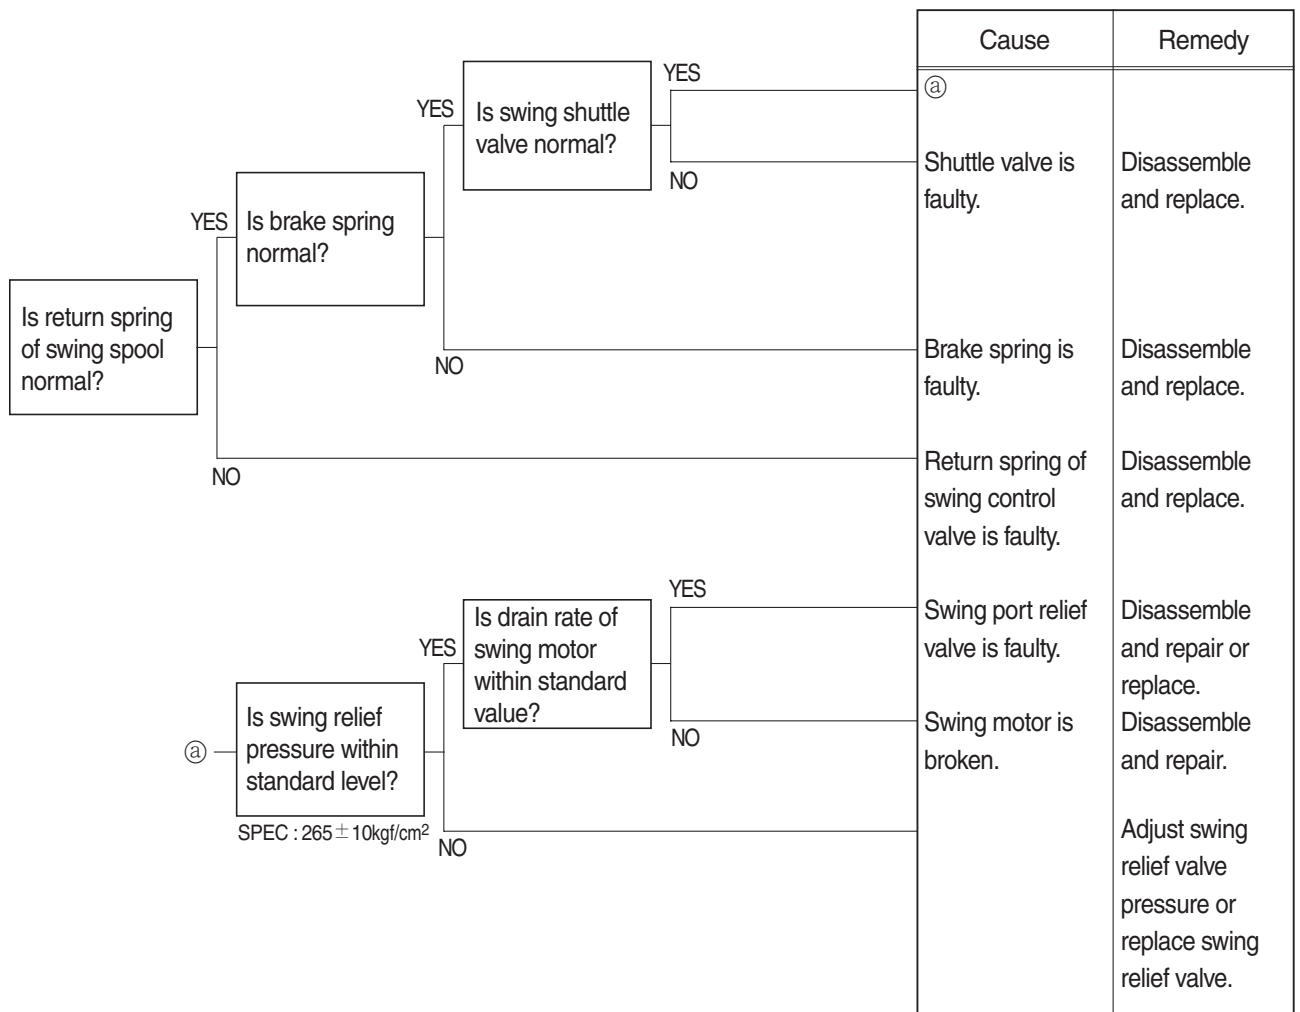 Cause
Remedy
YES
ⓐ
YES
Is swing shuttle
valve normal?
NO
Shuttle valve is
faulty.
Disassemble
and replace.
YES
Is brake spring
normal?
NO
Brake spring is
faulty.
Disassemble
and replace.
Is return spring
of swing spool
normal?
NO
Return spring of
swing control
valve is faulty.
Disassemble
and replace.
YES
Swing port relief
valve is faulty.
Disassemble
and repair or
replace.
YES
Is drain rate of
swing motor
within standard
value?
NO
Swing motor is
broken.
Disassemble
and repair.
ⓐ
Is swing relief
pressure within
standard level?
SPEC : 265±10kgf/cm²
NO
Adjust swing
relief valve
pressure or
replace swing
relief valve.